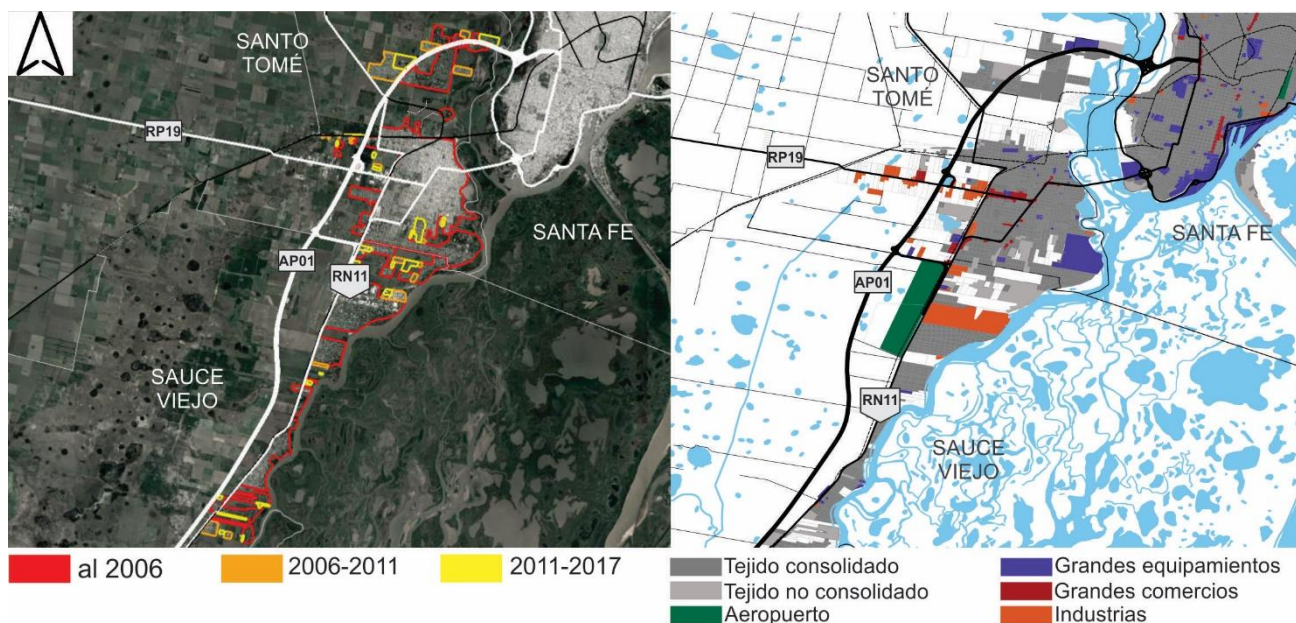 SANTO
TOMÉ
RP19
SANTA FE
AP01
RN11
SAUCE
VIEJO
al 2006
2006-2011
2011-2017
SANTO
TOMÉ
RP19
SANTA FE
AP01
RN11
SAUCE
VIEJO
Tejido consolidado
Tejido no consolidado
Aeropuerto
Grandes equipamientos
Grandes comercios
Industrias